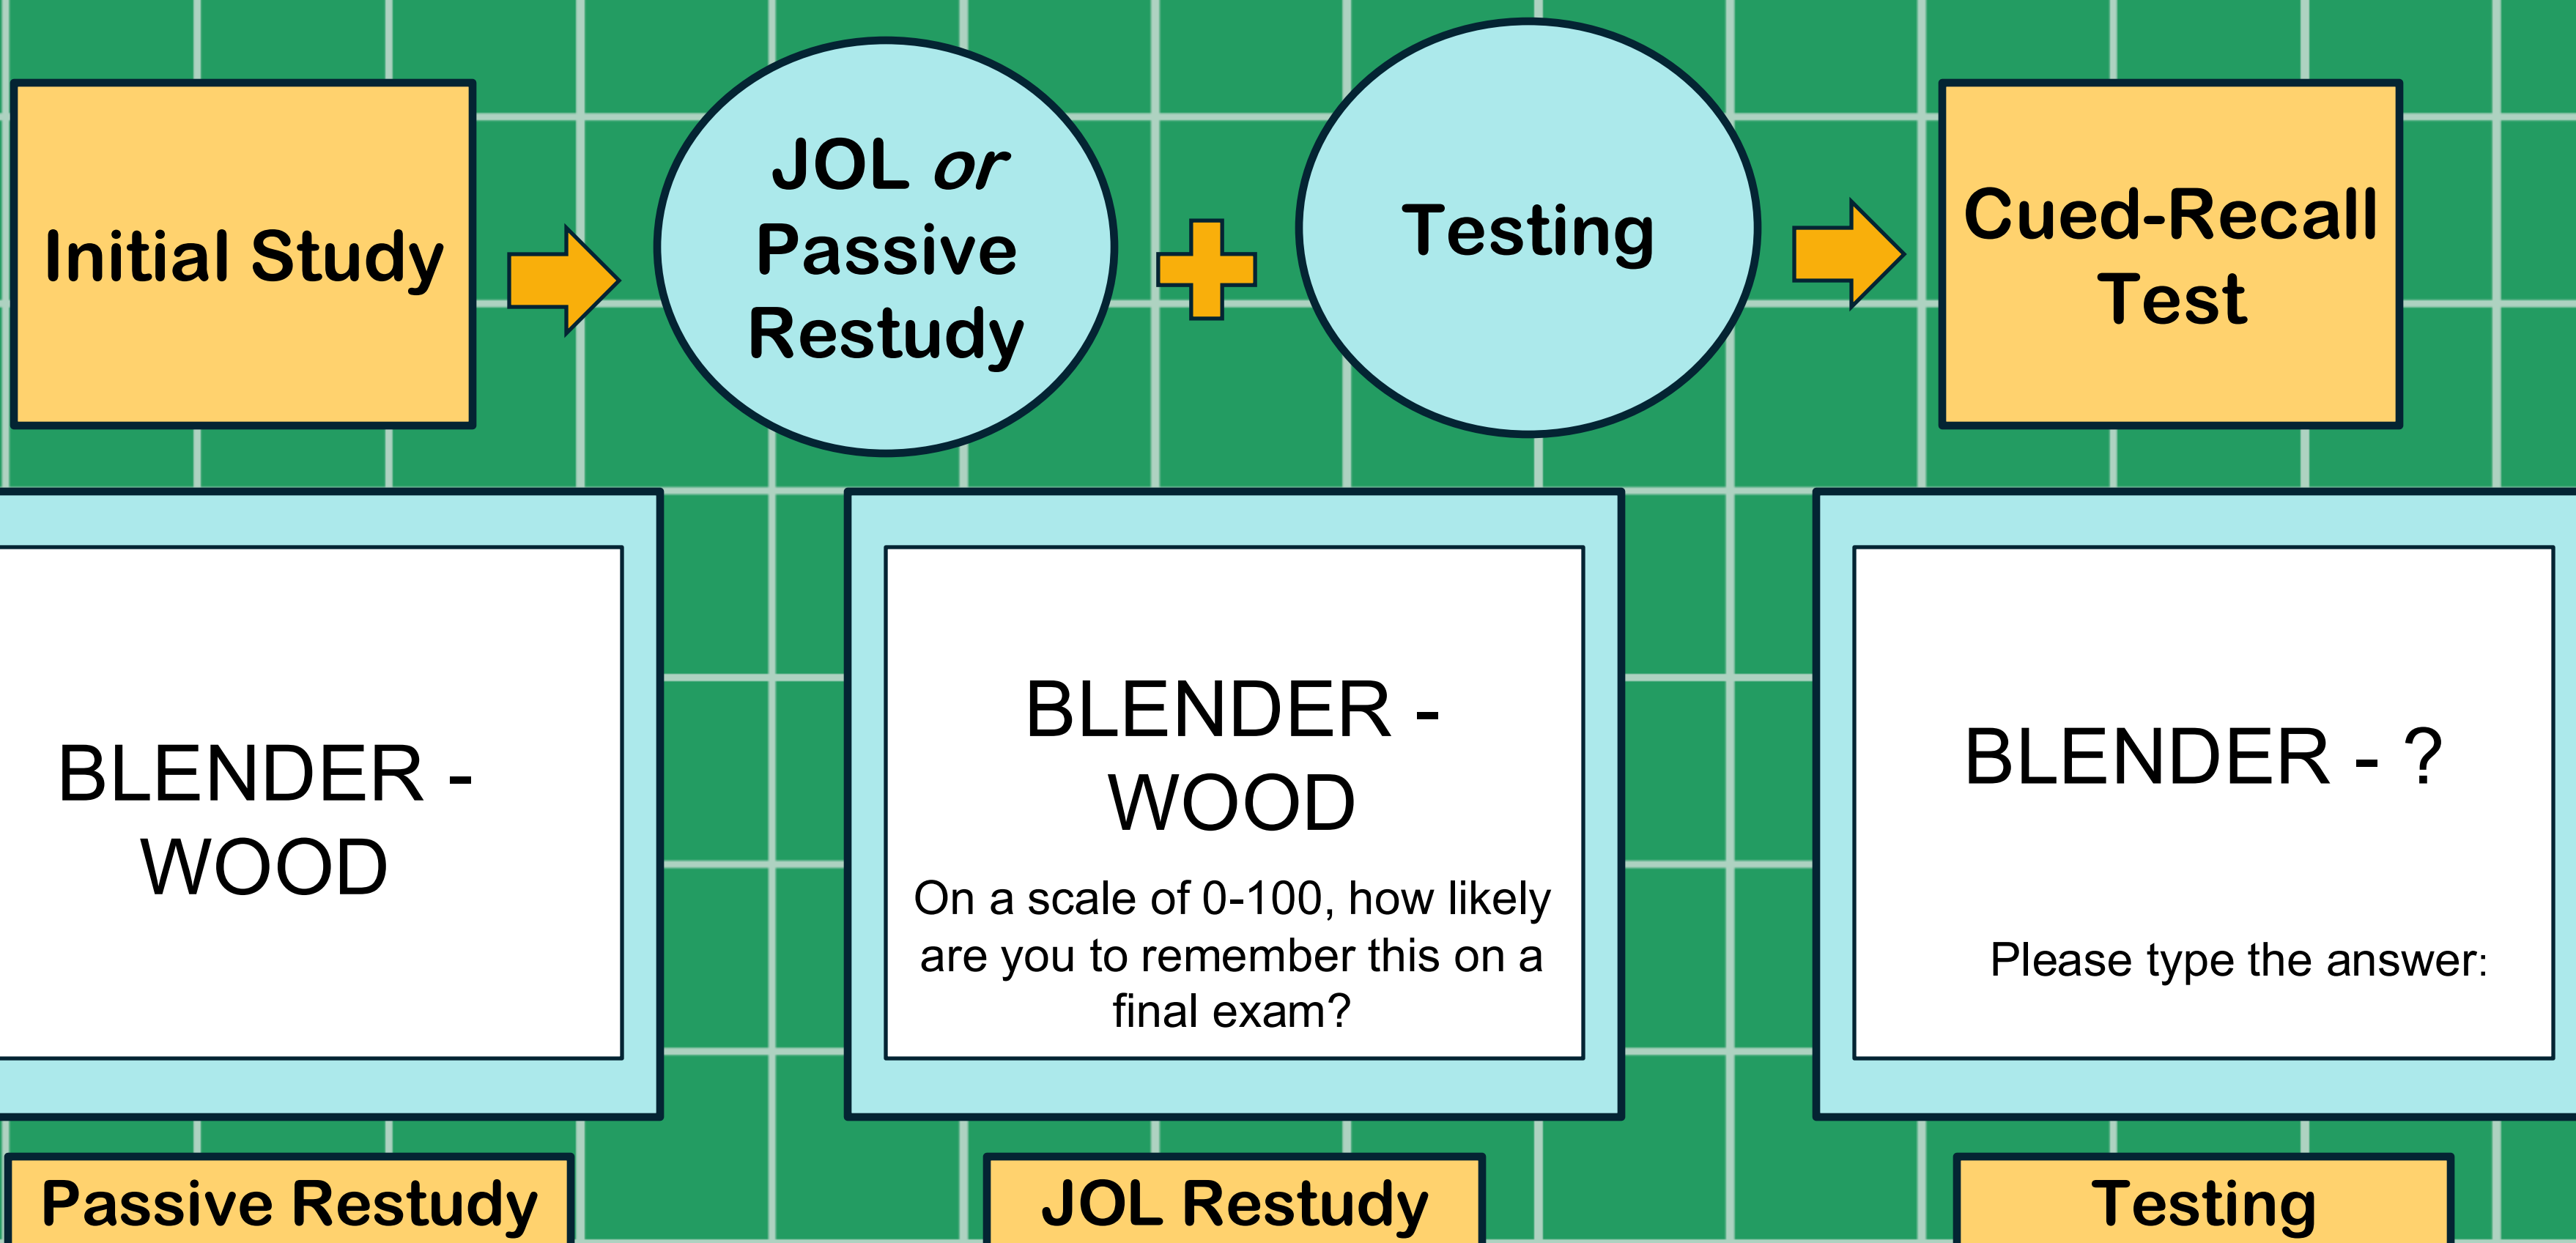 Initial Study
JOL or
Passive
Restudy
Testing
Cued-Recall
Test
BLENDER -
WOOD
BLENDER -
WOOD
On a scale of 0-100, how likely
are you to remember this on a
final exam?
BLENDER - ?
Please type the answer:
Passive Restudy
JOL Restudy
Testing